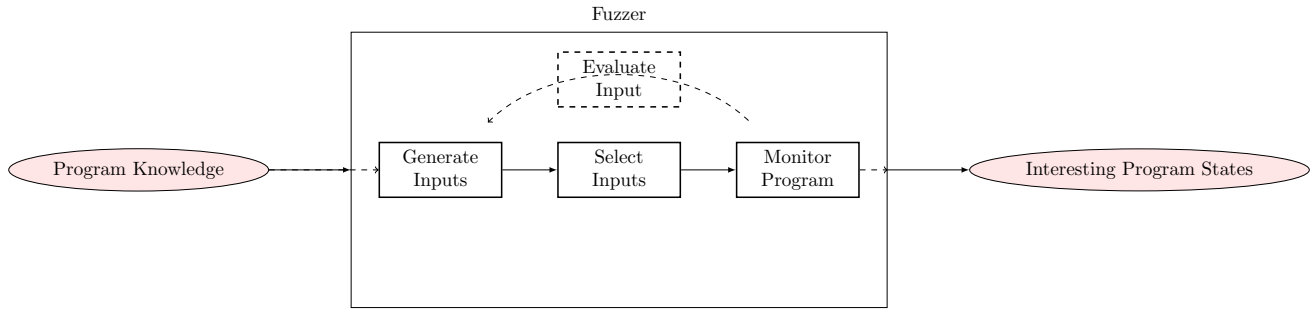 Fuzzer
Evaluate
Input
Program Knowledge
Generate
Inputs
Select
Inputs
Monitor
Program
Interesting Program States